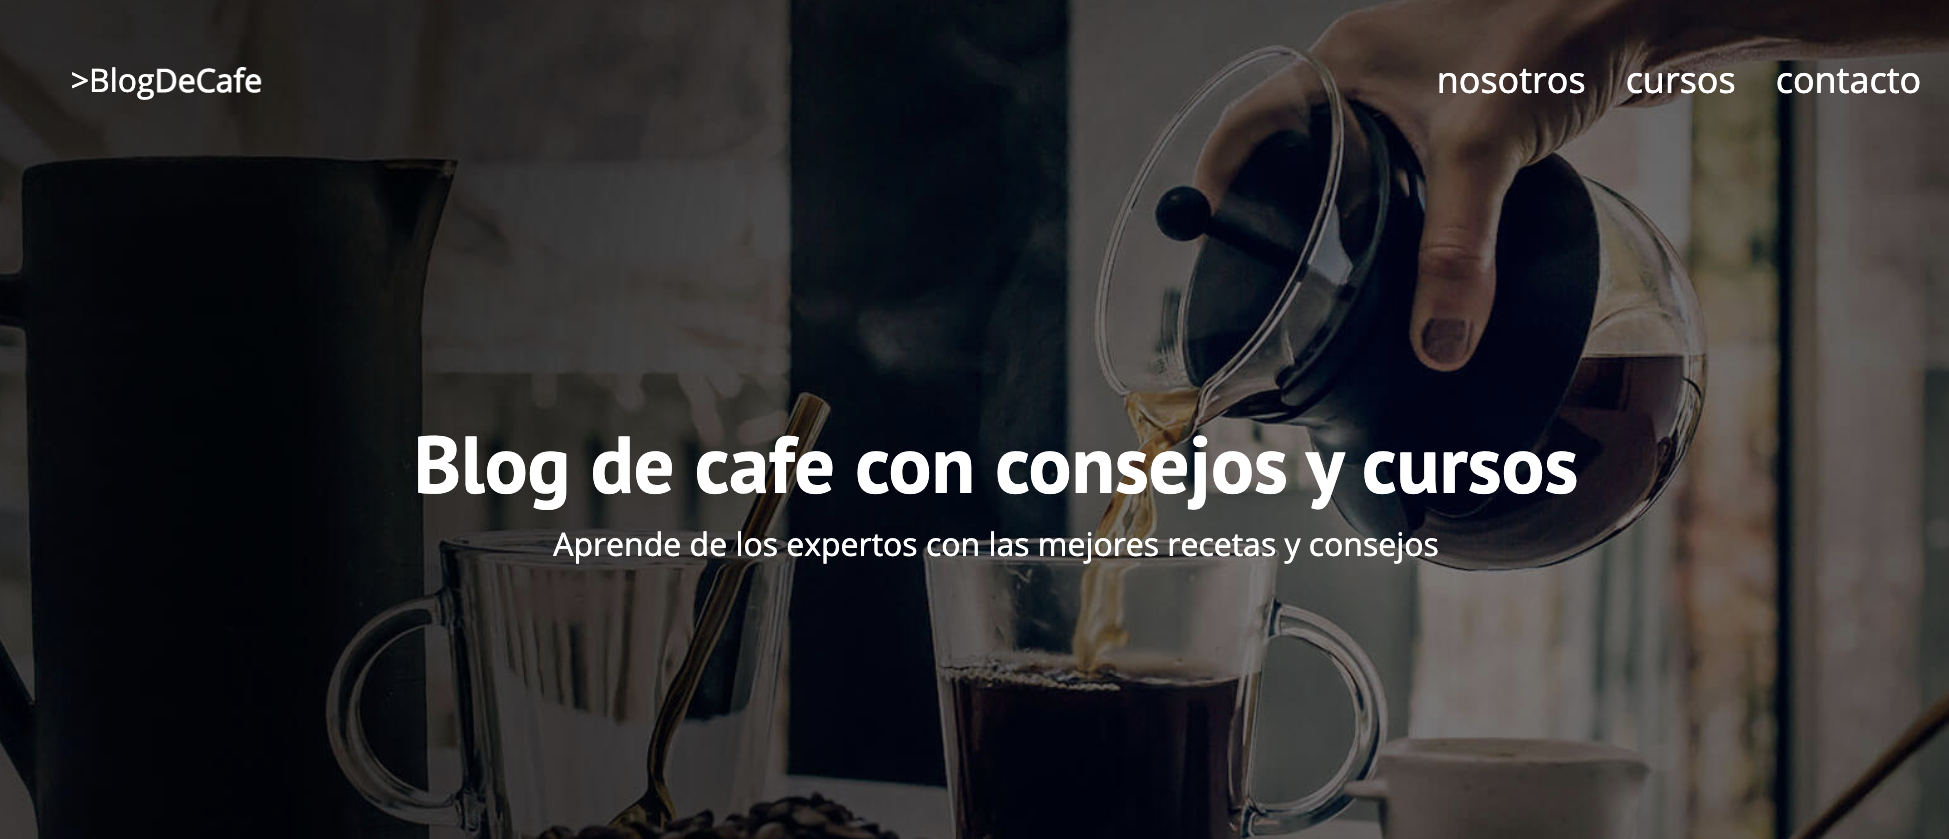 >BlogDeCafe
nosotros cursos contacto
Blog de cafe con consejos y cursos
Aprende de los expertos con las mejores recetas y consejos